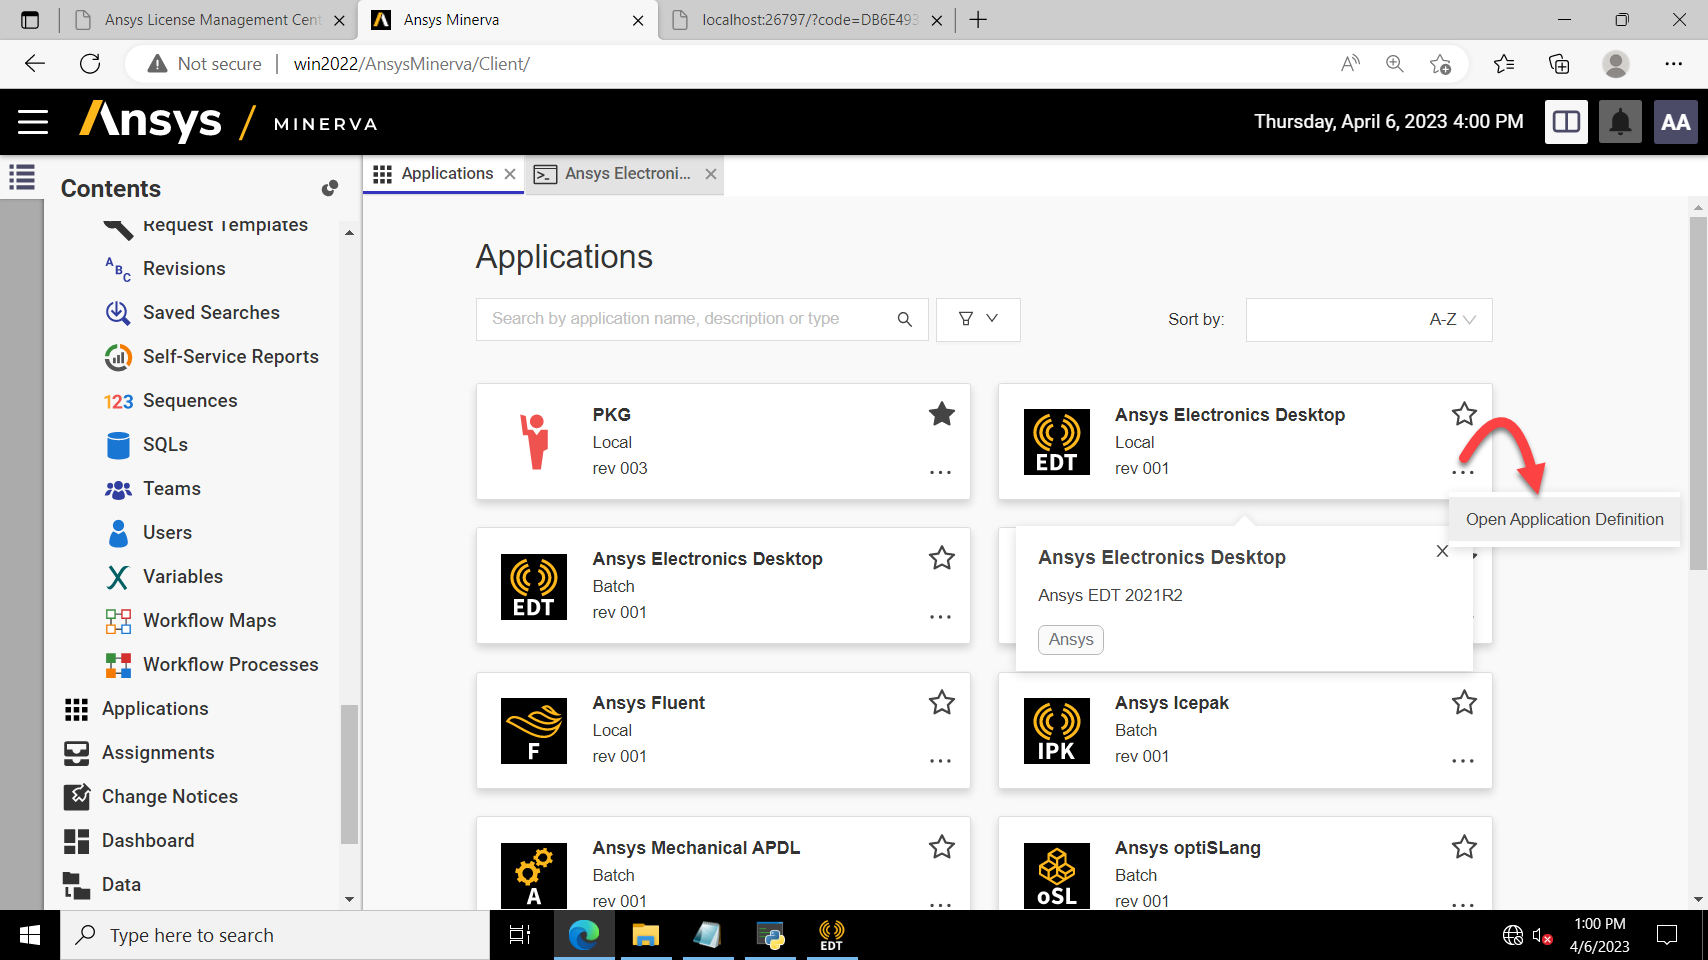 Ansys License Management Cent
Ansys Minerva
localhost:26797/?code=DB6E493
Not secure
win2022/AnsysMinerva/Client/
Ansys / MINERVA
Thursday, April 6, 2023 4:00 PM
AA
Contents
Request Templates
Revisions
Saved Searches
Self-Service Reports
123 Sequences
SQLs
Teams
Users
Variables
Workflow Maps
Workflow Processes
Applications
Assignments
Change Notices
Dashboard
Data
Applications
Ansys Electroni...
Applications
Search by application name, description or type
Sort by:
A-Z
PKG
Local
rev 003
EDT
Ansys Electronics Desktop
Local
rev 001
Open Application Definition
EDT
Ansys Electronics Desktop
Batch
rev 001
Ansys Electronics Desktop
Ansys EDT 2021R2
Ansys
F
Ansys Fluent
Local
rev 001
IPK
Ansys Icepak
Batch
rev 001
A
Ansys Mechanical APDL
Batch
rev 001
oSL
Ansys optiSLang
Batch
rev 001
Type here to search
EDT
1:00 PM
4/6/2023